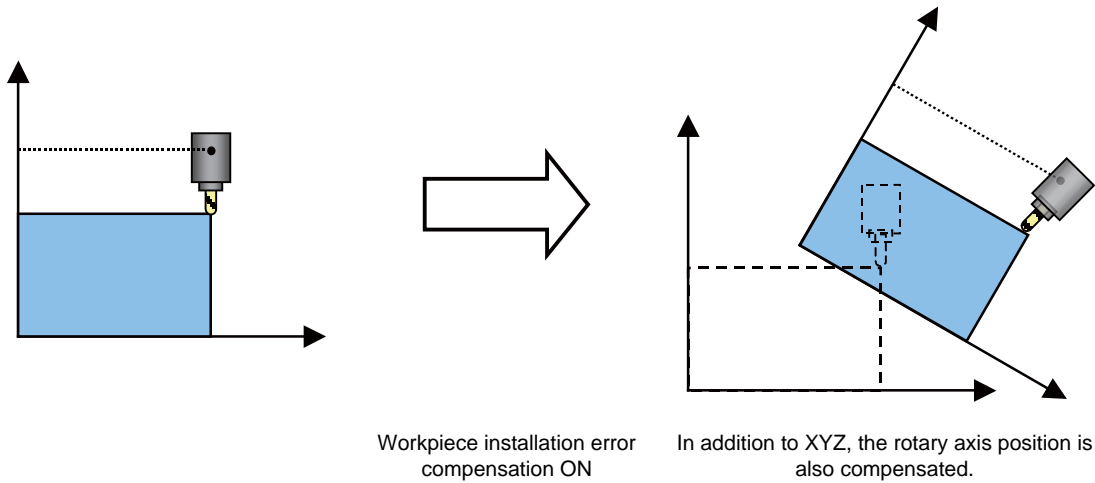 Workpiece installation error
compensation ON
In addition to XYZ, the rotary axis position is
also compensated.